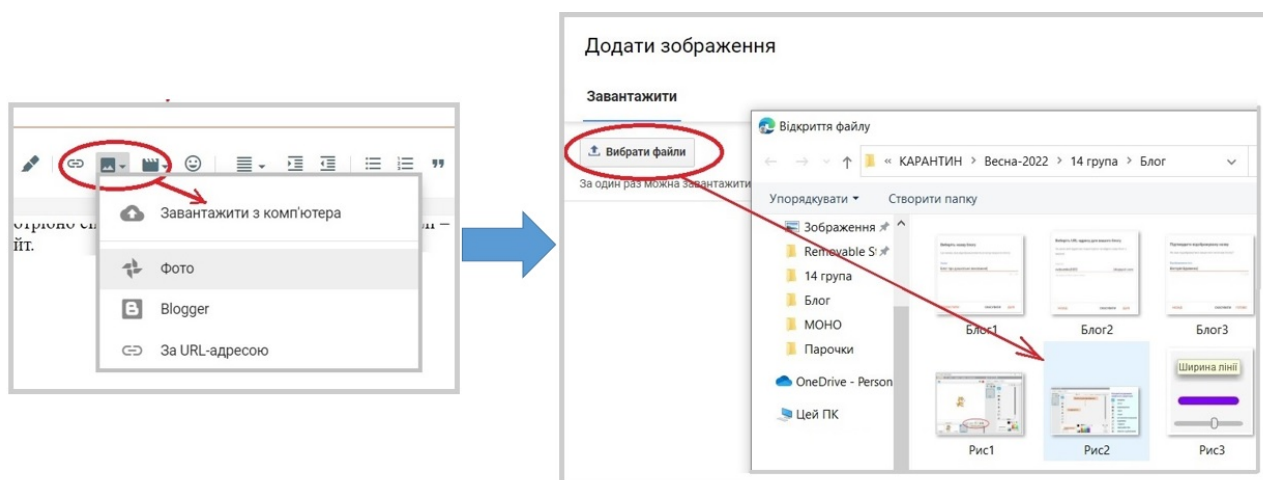 Завантажити з комп'ютера
йт.
Фото
Blogger
За URL-адресою
Додати зображення
Завантажити
Вибрати файли
За один раз можна завантажити
Відкриття файлу
« КАРАНТИН > Весна-2022 > 14 група > Блог
Упорядкувати
Створити папку
Зображення
Removable S
14 група
Блог
МОНО
Парочки
OneDrive - Person
Цей ПК
Блог1
Блог2
Блог3
Ширина лінії
Рис1
Рис2
Рис3